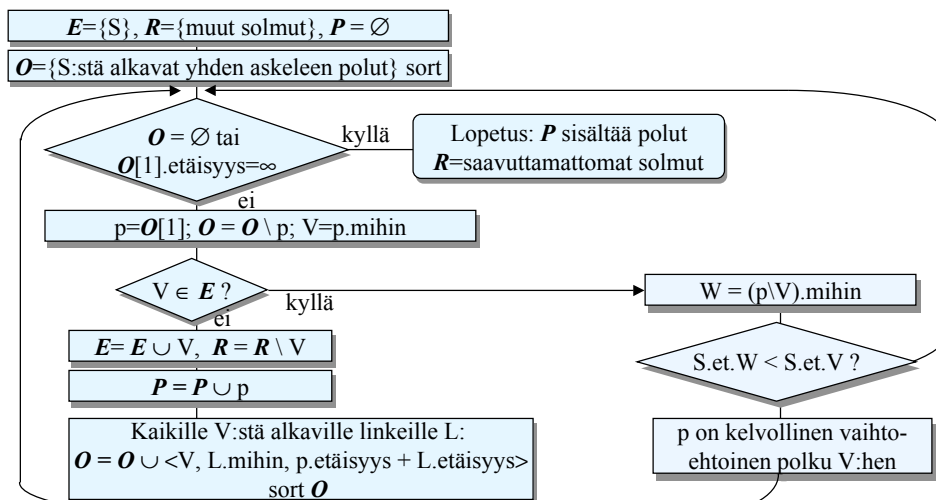 E={S}, R={muut solmut}, P = ∅
O={S:stä alkavat yhden askeleen polut} sort
O = ∅ tai
O[1].etäisyys=∞
kyllä
Lopetus: P sisältää polut
R=saavuttamattomat solmut
ei
p=O[1]; O = O \ p; V=p.mihin
V ∈ E ?
kyllä
W = (p\V).mihin
ei
E= E ∪ V, R = R \ V
S.et.W < S.et.V ?
P = P ∪ p
Kaikille V:stä alkaville linkeille L:
O = O ∪ <V, L.mihin, p.etäisyys + L.etäisyys>
sort O
p on kelvollinen vaihto-
ehtoinen polku V:hen